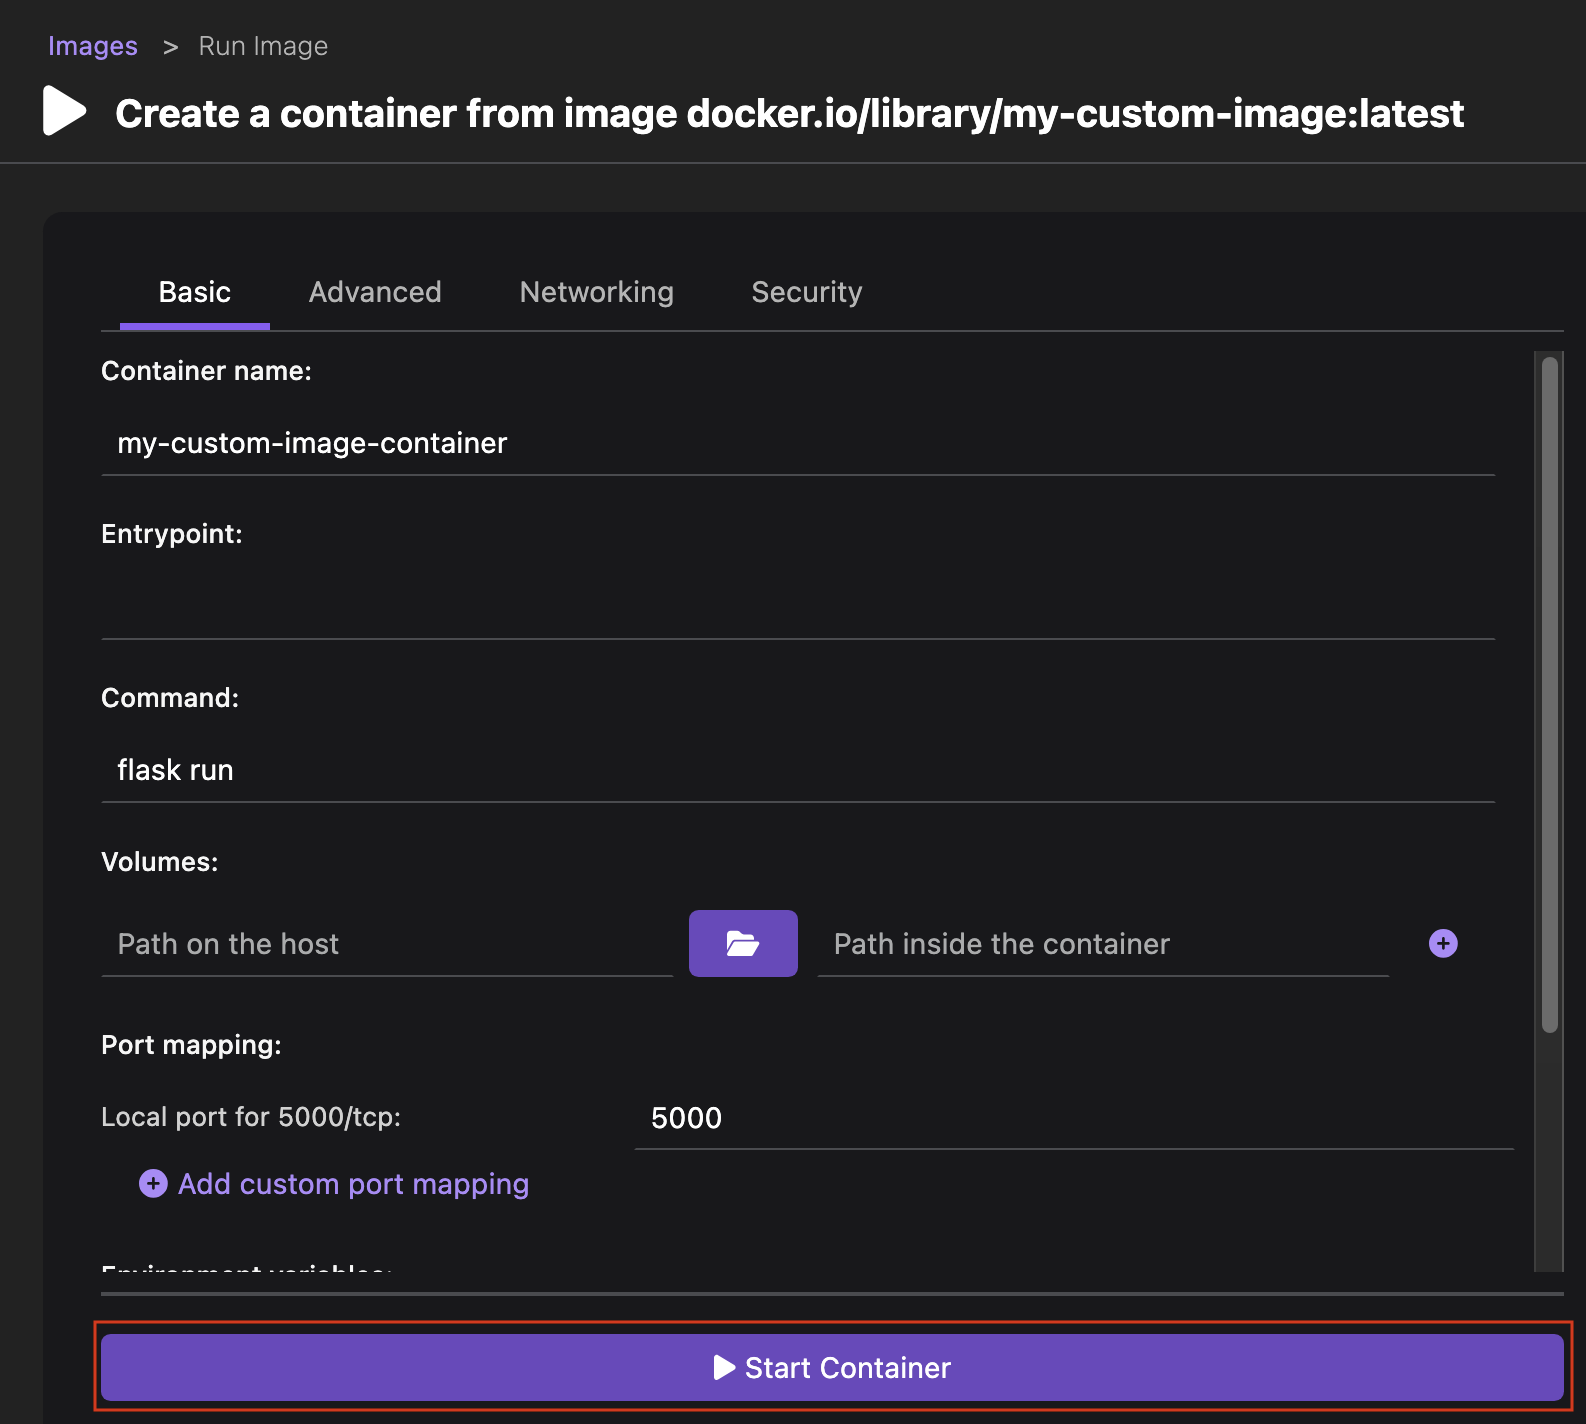 Images > Run Image
Create a container from image docker.io/library/my-custom-image:latest
Basic Advanced Networking Security
Container name:
my-custom-image-container
Entrypoint:
Command:
flask run
Volumes:
Path on the host Path inside the container
Port mapping:
Local port for 5000/tcp: 5000
Add custom port mapping
Environment variables:
Start Container